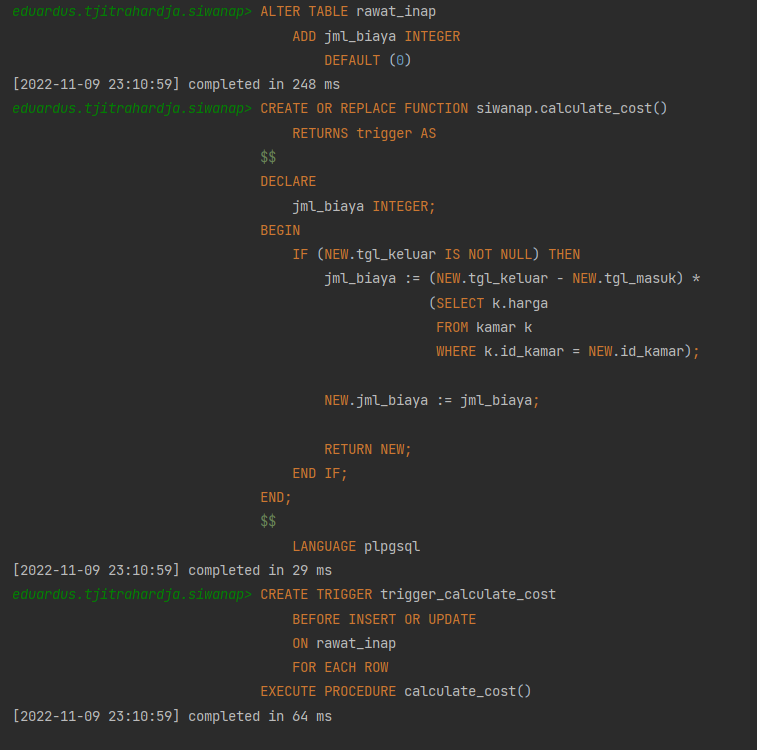 eduardus.tjitrahardja.siwanap> ALTER TABLE rawat_inap
ADD jml_biaya INTEGER
DEFAULT (0)
[2022-11-09 23:10:59] completed in 248 ms
eduardus.tjitrahardja.siwanap> CREATE OR REPLACE FUNCTION siwanap.calculate_cost()
RETURNS trigger AS
$$
DECLARE
jml_biaya INTEGER;
BEGIN
IF (NEW.tgl_keluar IS NOT NULL) THEN
jml_biaya := (NEW.tgl_keluar - NEW.tgl_masuk) *
(SELECT k.harga
FROM kamar k
WHERE k.id_kamar = NEW.id_kamar);
NEW.jml_biaya := jml_biaya;
RETURN NEW;
END IF;
END;
$$
LANGUAGE plpgsql
[2022-11-09 23:10:59] completed in 29 ms
eduardus.tjitrahardja.siwanap> CREATE TRIGGER trigger_calculate_cost
BEFORE INSERT OR UPDATE
ON rawat_inap
FOR EACH ROW
EXECUTE PROCEDURE calculate_cost()
[2022-11-09 23:10:59] completed in 64 ms